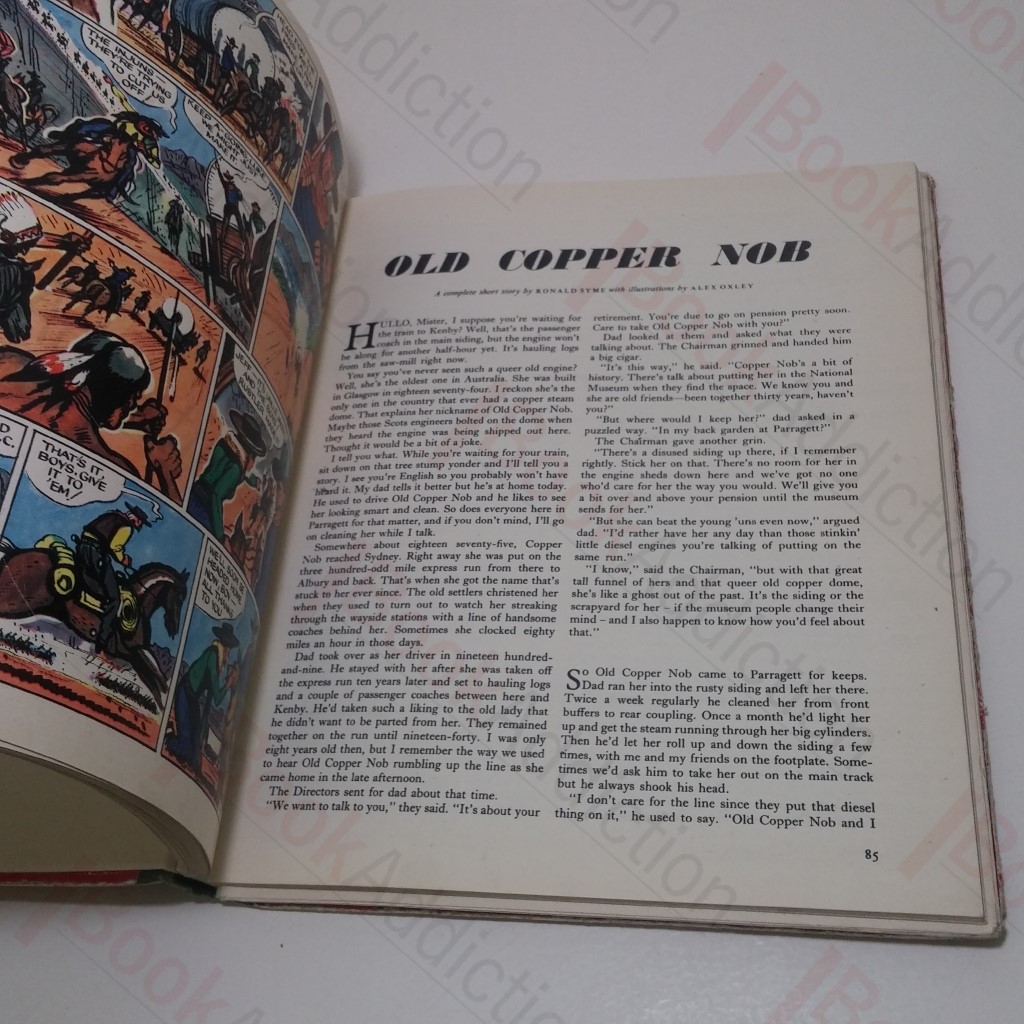 THE INJUNS—
THEY'RE TRYING
TO CUT US
OFF
KEEP A-GOING, LUKE
WE MIGHT JUST
MAKE IT
THAT'S IT,
BOYS! GIVE
IT TO
'EM!
WE'LL SOON BE
HEADING HOME
NOW, BOY,
ALL THANKS
TO YOU
OLD COPPER NOB
A complete short story by RONALD SYME with illustrations by ALEX OXLEY
HULLO, Mister, I suppose you're waiting for
the train to Kenby? Well, that's the passenger
coach in the main siding, but the engine won't
be along for another half-hour yet. It's hauling logs
from the saw-mill right now.
You say you've never seen such a queer old engine?
Well, she's the oldest one in Australia. She was built
in Glasgow in eighteen seventy-four. I reckon she's the
only one in the country that ever had a copper steam
dome. That explains her nickname of Old Copper Nob.
Maybe those Scots engineers bolted on the dome when
they heard the engine was being shipped out here.
Thought it would be a bit of a joke.
I tell you what. While you're waiting for your train,
sit down on that tree stump yonder and I'll tell you a
story. I see you're English so you probably won't have
heard it. My dad tells it better but he's at home today.
He used to drive Old Copper Nob and he likes to see
her looking smart and clean. So does everyone here in
Parragett for that matter, and if you don't mind, I'll go
on cleaning her while I talk.
Somewhere about eighteen seventy-five, Copper
Nob reached Sydney. Right away she was put on the
three hundred-odd mile express run from there to
Albury and back. That's when she got the name that's
stuck to her ever since. The old settlers christened her
when they used to turn out to watch her streaking
through the wayside stations with a line of handsome
coaches behind her. Sometimes she clocked eighty
miles an hour in those days.
Dad took over as her driver in nineteen hundred-
and-nine. He stayed with her after she was taken off
the express run ten years later and set to hauling logs
and a couple of passenger coaches between here and
Kenby. He'd taken such a liking to the old lady that
he didn't want to be parted from her. They remained
together on the run until nineteen-forty. I was only
eight years old then, but I remember the way we used
to hear Old Copper Nob rumbling up the line as she
came home in the late afternoon.
The Directors sent for dad about that time.
"We want to talk to you," they said. "It's about your
retirement. You're due to go on pension pretty soon.
Care to take Old Copper Nob with you?"
Dad looked at them and asked what they were
talking about. The Chairman grinned and handed him
a big cigar.
"It's this way," he said. "Copper Nob's a bit of
history. There's talk about putting her in the National
Museum when they find the space. We know you and
she are old friends—been together thirty years, haven't
you?"
"But where would I keep her?" dad asked in a
puzzled way. "In my back garden at Parragett?"
The Chairman gave another grin.
"There's a disused siding up there, if I remember
rightly. Stick her on that. There's no room for her in
the engine sheds down here and we've got no one
who'd care for her the way you would. We'll give you
a bit over and above your pension until the museum
sends for her."
"But she can beat the young 'uns even now," argued
dad. "I'd rather have her any day than those stinkin'
little diesel engines you're talking of putting on the
same run."
"I know," said the Chairman, "but with that great
tall funnel of hers and that queer old copper dome,
she's like a ghost out of the past. It's the siding or the
scrapyard for her – if the museum people change their
mind – and I also happen to know how you'd feel about
that."
So Old Copper Nob came to Parragett for keeps.
Dad ran her into the rusty siding and left her there.
Twice a week regularly he cleaned her from front
buffers to rear coupling. Once a month he'd light her
up and get the steam running through her big cylinders.
Then he'd let her roll up and down the siding a few
times, with me and my friends on the footplate. Some-
times we'd ask him to take her out on the main track
but he always shook his head.
"I don't care for the line since they put that diesel
thing on it," he used to say. "Old Copper Nob and I
85
BookAddiction